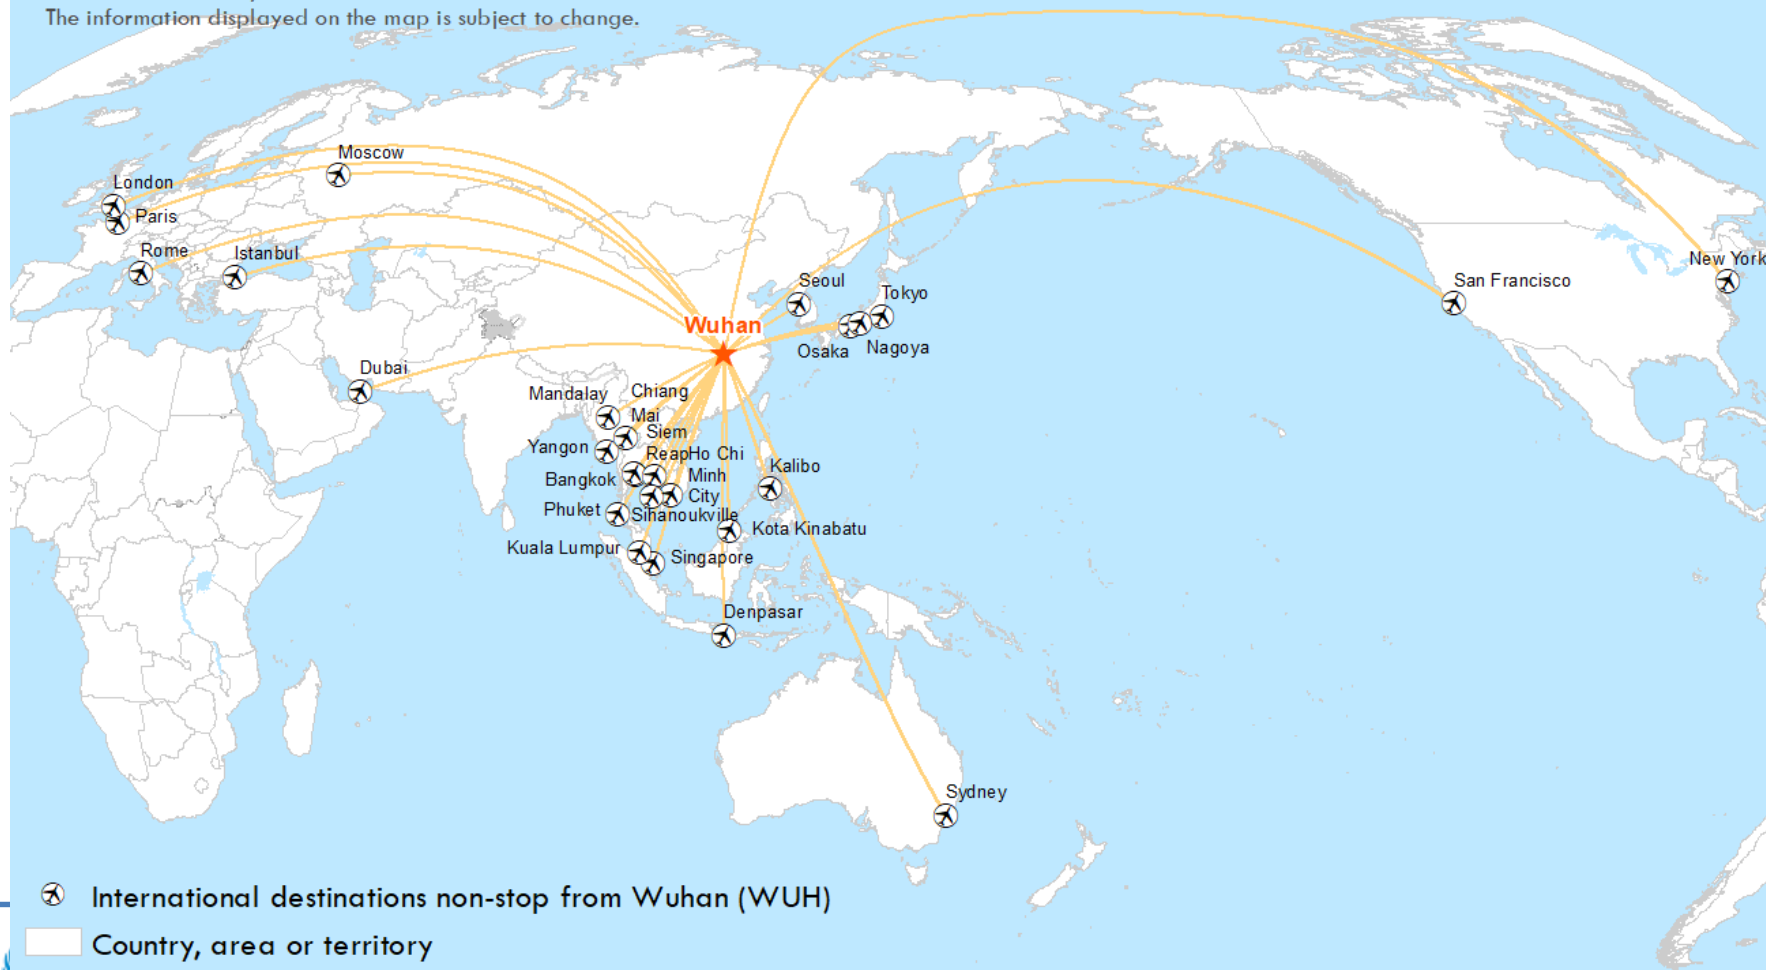 The information displayed on the map is subject to change.
Moscow
London
Paris
Rome
Istanbul
Seoul
Tokyo
New York
San Francisco
Wuhan
Osaka
Nagoya
Dubai
Mandalay
Chiang
Mai
Siem
Reap
Yangon
Ho Chi
Minh
City
Bangkok
Kalibo
Phuket
Sihanoukville
Kota Kinabatu
Kuala Lumpur
Singapore
Denpasar
Sydney
International destinations non-stop from Wuhan (WUH)
Country, area or territory